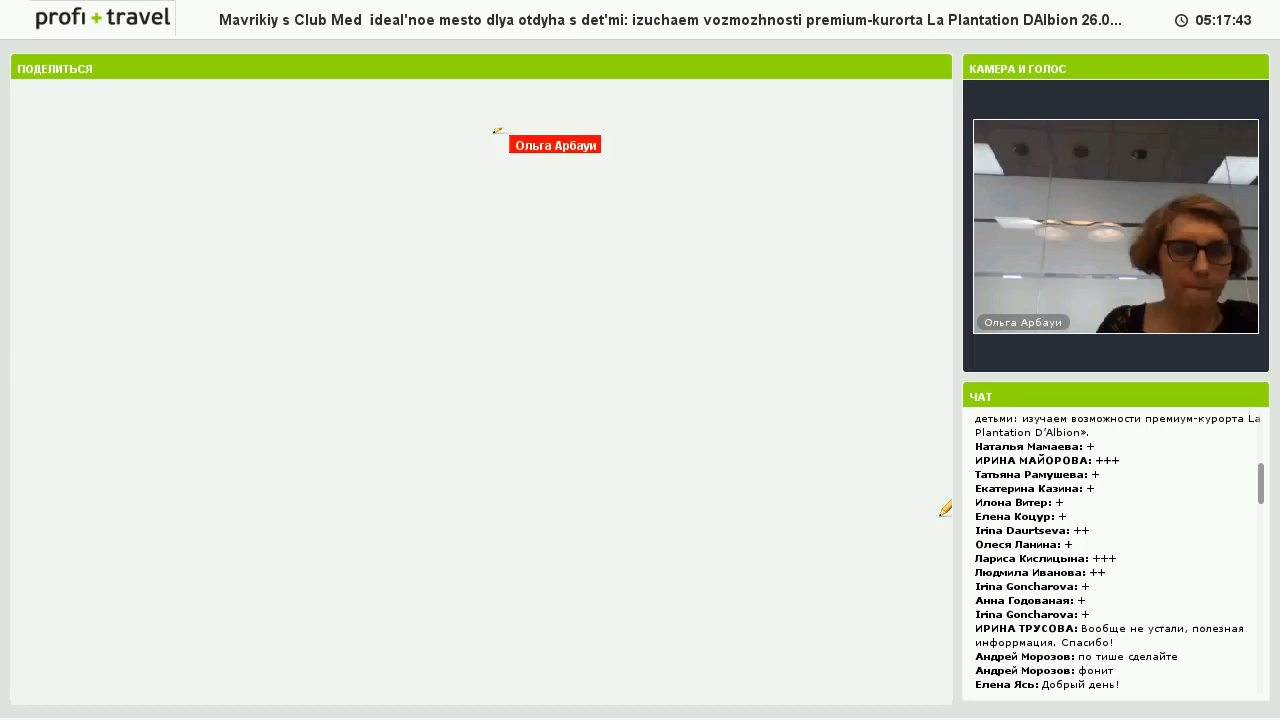 profi + travel
Mavrikiy s Club Med ideal'noe mesto dlya otdyha s det'mi: izuchaem vozmozhnosti premium-kurorta La Plantation DAlbion 26.0...
05:17:43
ПОДЕЛИТЬСЯ
Ольга Арбауи
КАМЕРА И ГОЛОС
Ольга Арбауи
ЧАТ
детьми: изучаем возможности премиум-курорта La
Plantation D'Albion».
Наталья Мамаева: +
ИРИНА МАЙОРОВА: +++
Татьяна Рамушева: +
Екатерина Казина: +
Илона Витер: +
Елена Коцур: +
Irina Daurtseva: ++
Олеся Ланина: +
Лариса Кислицына: +++
Людмила Иванова: ++
Irina Goncharova: +
Анна Годованая: +
Irina Goncharova: +
ИРИНА ТРУСОВА: Вообще не устали, полезная
инфоррмация. Спасибо!
Андрей Морозов: по тише сделайте
Андрей Морозов: фонит
Елена Ясь: Добрый день!